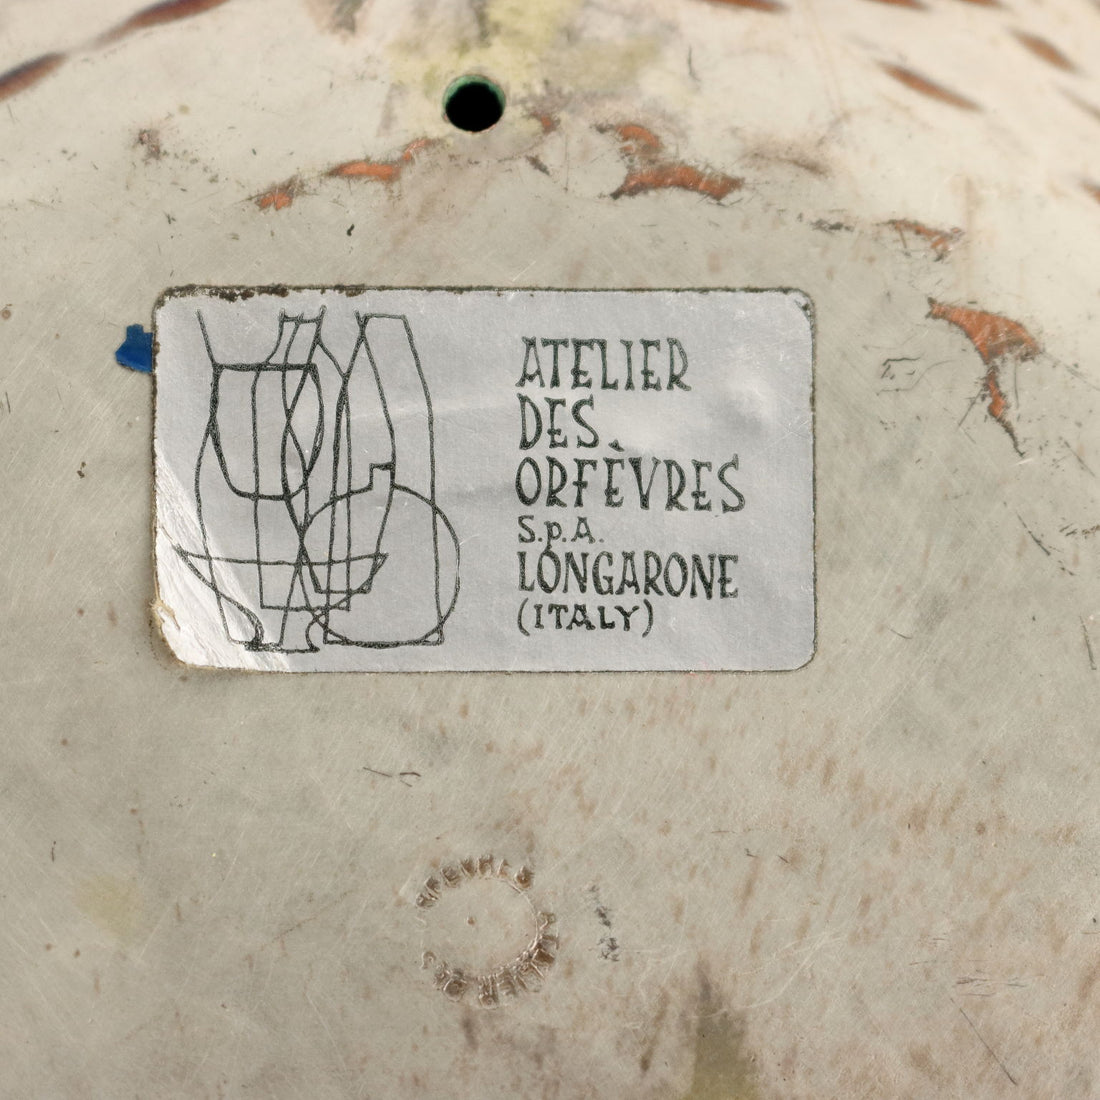 ATELIER
DES
ORFÈVRES
S.p.A.
LONGARONE
(ITALY)